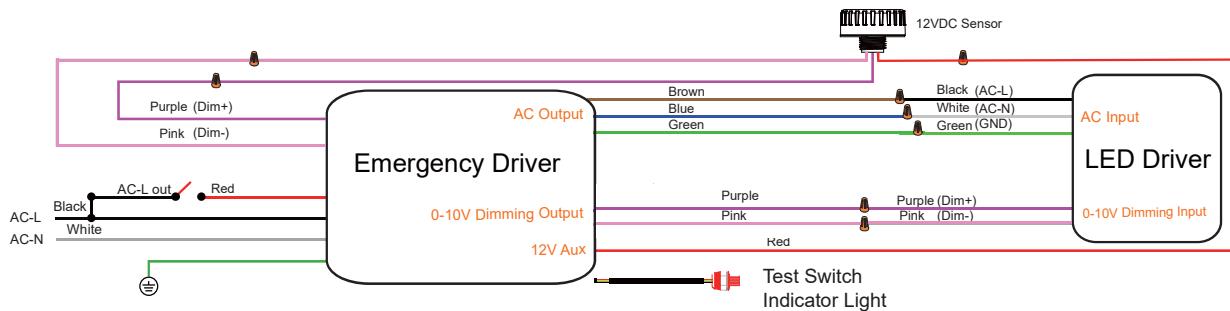 12VDC Sensor
Purple (Dim+)
Pink (Dim-)
AC-L out
Red
Black
AC-L
White
AC-N
Emergency Driver
AC Output
0-10V Dimming Output
12V Aux
Brown
Blue
Green
Black (AC-L)
White (AC-N)
Green (GND)
AC Input
LED Driver
Purple
Pink
Purple (Dim+)
Pink (Dim-)
0-10V Dimming Input
Red
Test Switch
Indicator Light